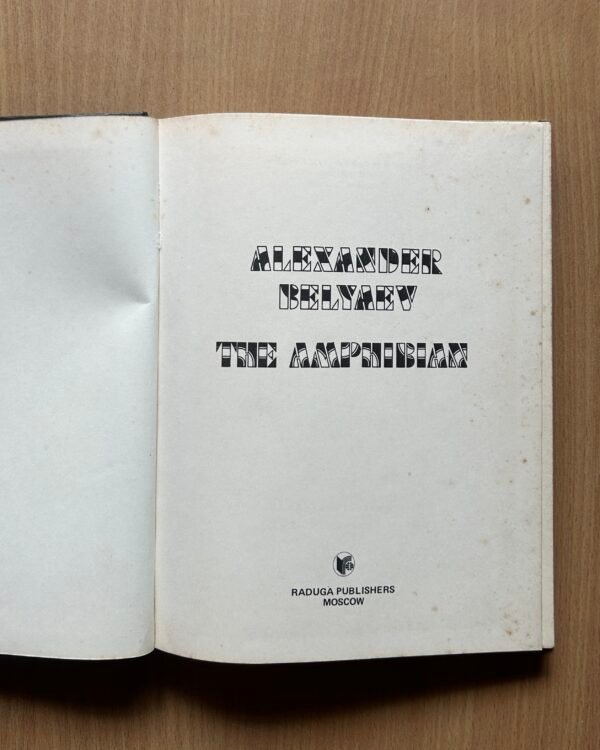 ALEXANDER
BELYAEV
THE AMPHIBIAN
RADUGA PUBLISHERS
MOSCOW